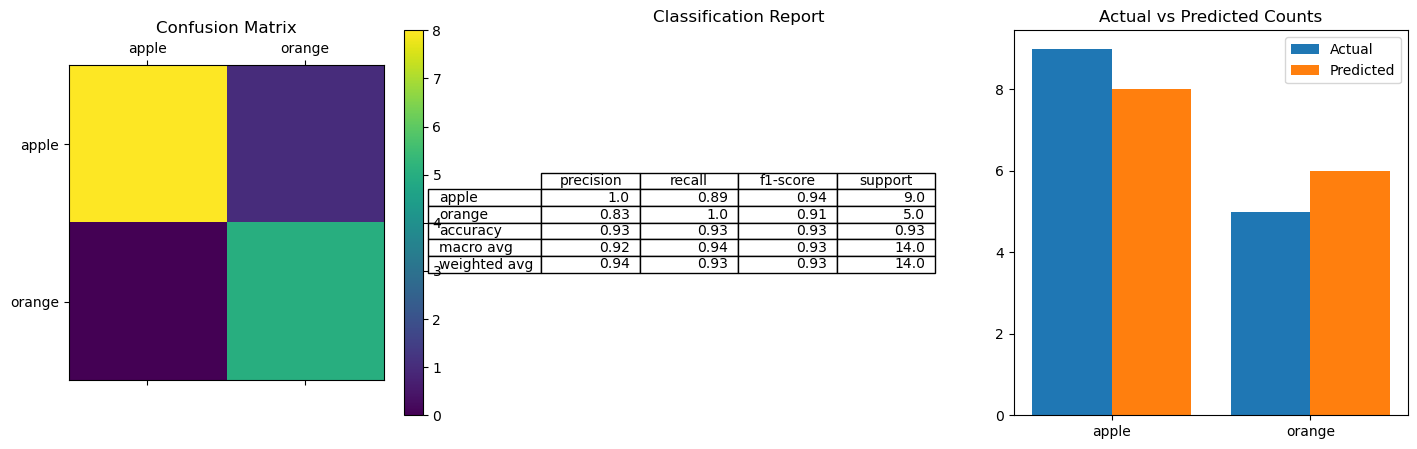 Confusion Matrix
apple orange
apple
orange
8
7
6
5
4
3
2
1
0
Classification Report
precision recall f1-score support
apple 1.0 0.89 0.94 9.0
orange 0.83 1.0 0.91 5.0
accuracy 0.93 0.93 0.93 0.93
macro avg 0.92 0.94 0.93 14.0
weighted avg 0.94 0.93 0.93 14.0
Actual vs Predicted Counts
Actual
Predicted
8
6
4
2
0
apple orange